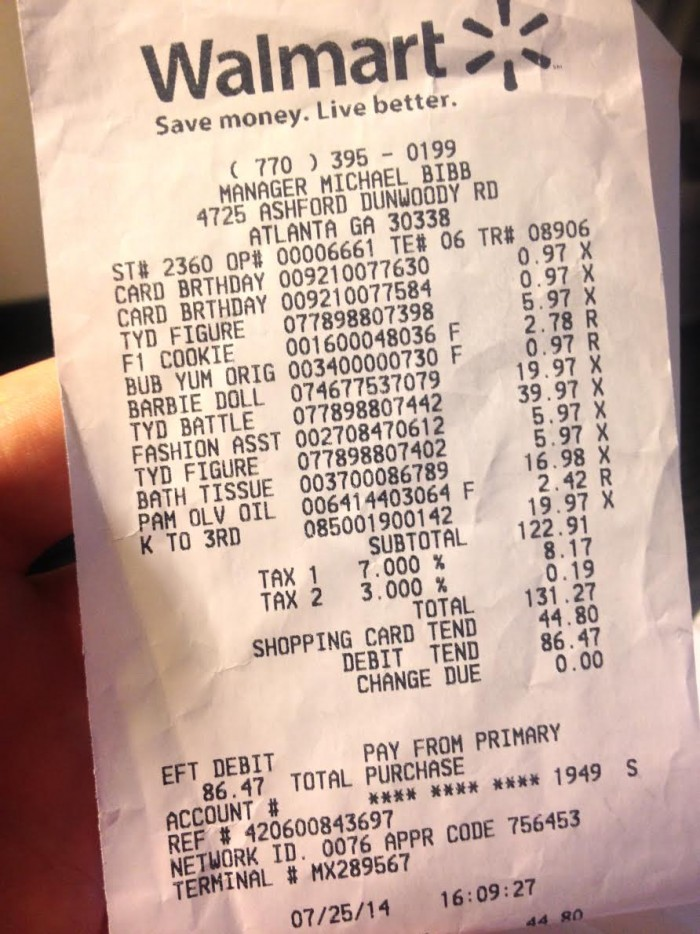 Walmart
Save money. Live better.
( 770 ) 395 - 0199
MANAGER MICHAEL BIBB
4725 ASHFORD DUNWOODY RD
ATLANTA GA 30338
ST# 2360 OP# 00006661 TE# 06 TR# 08906
CARD BRTHDAY 009210077630 0.97 X
CARD BRTHDAY 009210077584 0.97 X
TYD FIGURE 077898807398 5.97 X
F1 COOKIE 001600048036 F 2.78 R
BUB YUM ORIG 003400000730 F 0.97 R
BARBIE DOLL 074677537079 19.97 X
TYD BATTLE 077898807442 39.97 X
FASHION ASST 002708470612 5.97 X
TYD FIGURE 077898807402 5.97 X
BATH TISSUE 003700086789 16.98 X
PAM OLV OIL 006414403064 F 2.42 R
K TO 3RD 085001900142 19.97 X
SUBTOTAL 122.91
TAX 1 7.000 % 8.17
TAX 2 3.000 % 0.19
TOTAL 131.27
SHOPPING CARD TEND 44.80
DEBIT TEND 86.47
CHANGE DUE 0.00
EFT DEBIT PAY FROM PRIMARY
86.47 TOTAL PURCHASE
ACCOUNT # **** **** **** 1949 S
REF # 420600843697
NETWORK ID. 0076 APPR CODE 756453
TERMINAL # MX289567
07/25/14 16:09:27
44.80